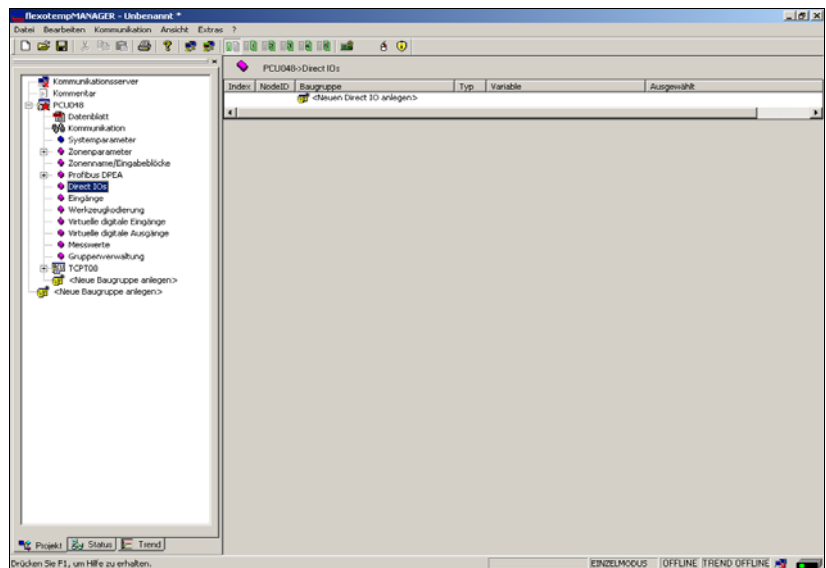 flexotempMANAGER - Unbenannt *
Datei Bearbeiten Kommunikation Ansicht Extras ?
PCU048->Direct IOs
Index NodeID Baugruppe Typ Variable Ausgewählt
<Neuen Direct IO anlegen>
Kommunikationsserver
Kommentar
PCU048
Datenblatt
Kommunikation
Systemparameter
Zonenparameter
Zonenname/Eingabeblöcke
Profibus DPEA
Direct IOs
Eingänge
Werkzeugkodierung
Virtuelle digitale Eingänge
Virtuelle digitale Ausgänge
Messwerte
Gruppenverwaltung
TCPT08
<Neue Baugruppe anlegen>
<Neue Baugruppe anlegen>
Projekt Status Trend
Drücken Sie F1, um Hilfe zu erhalten.
EINZELMODUS OFFLINE TREND OFFLINE